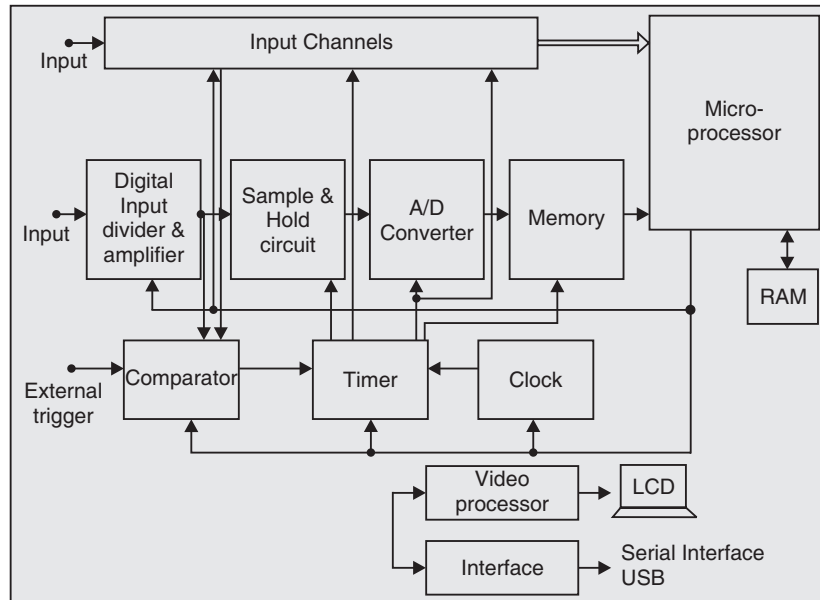 Input Channels
Input
Micro-
processor
Digital
Input
divider &
amplifier
Sample &
Hold
circuit
A/D
Converter
Memory
Input
RAM
Comparator
Timer
Clock
External
trigger
Video
processor
LCD
Interface
Serial Interface
USB